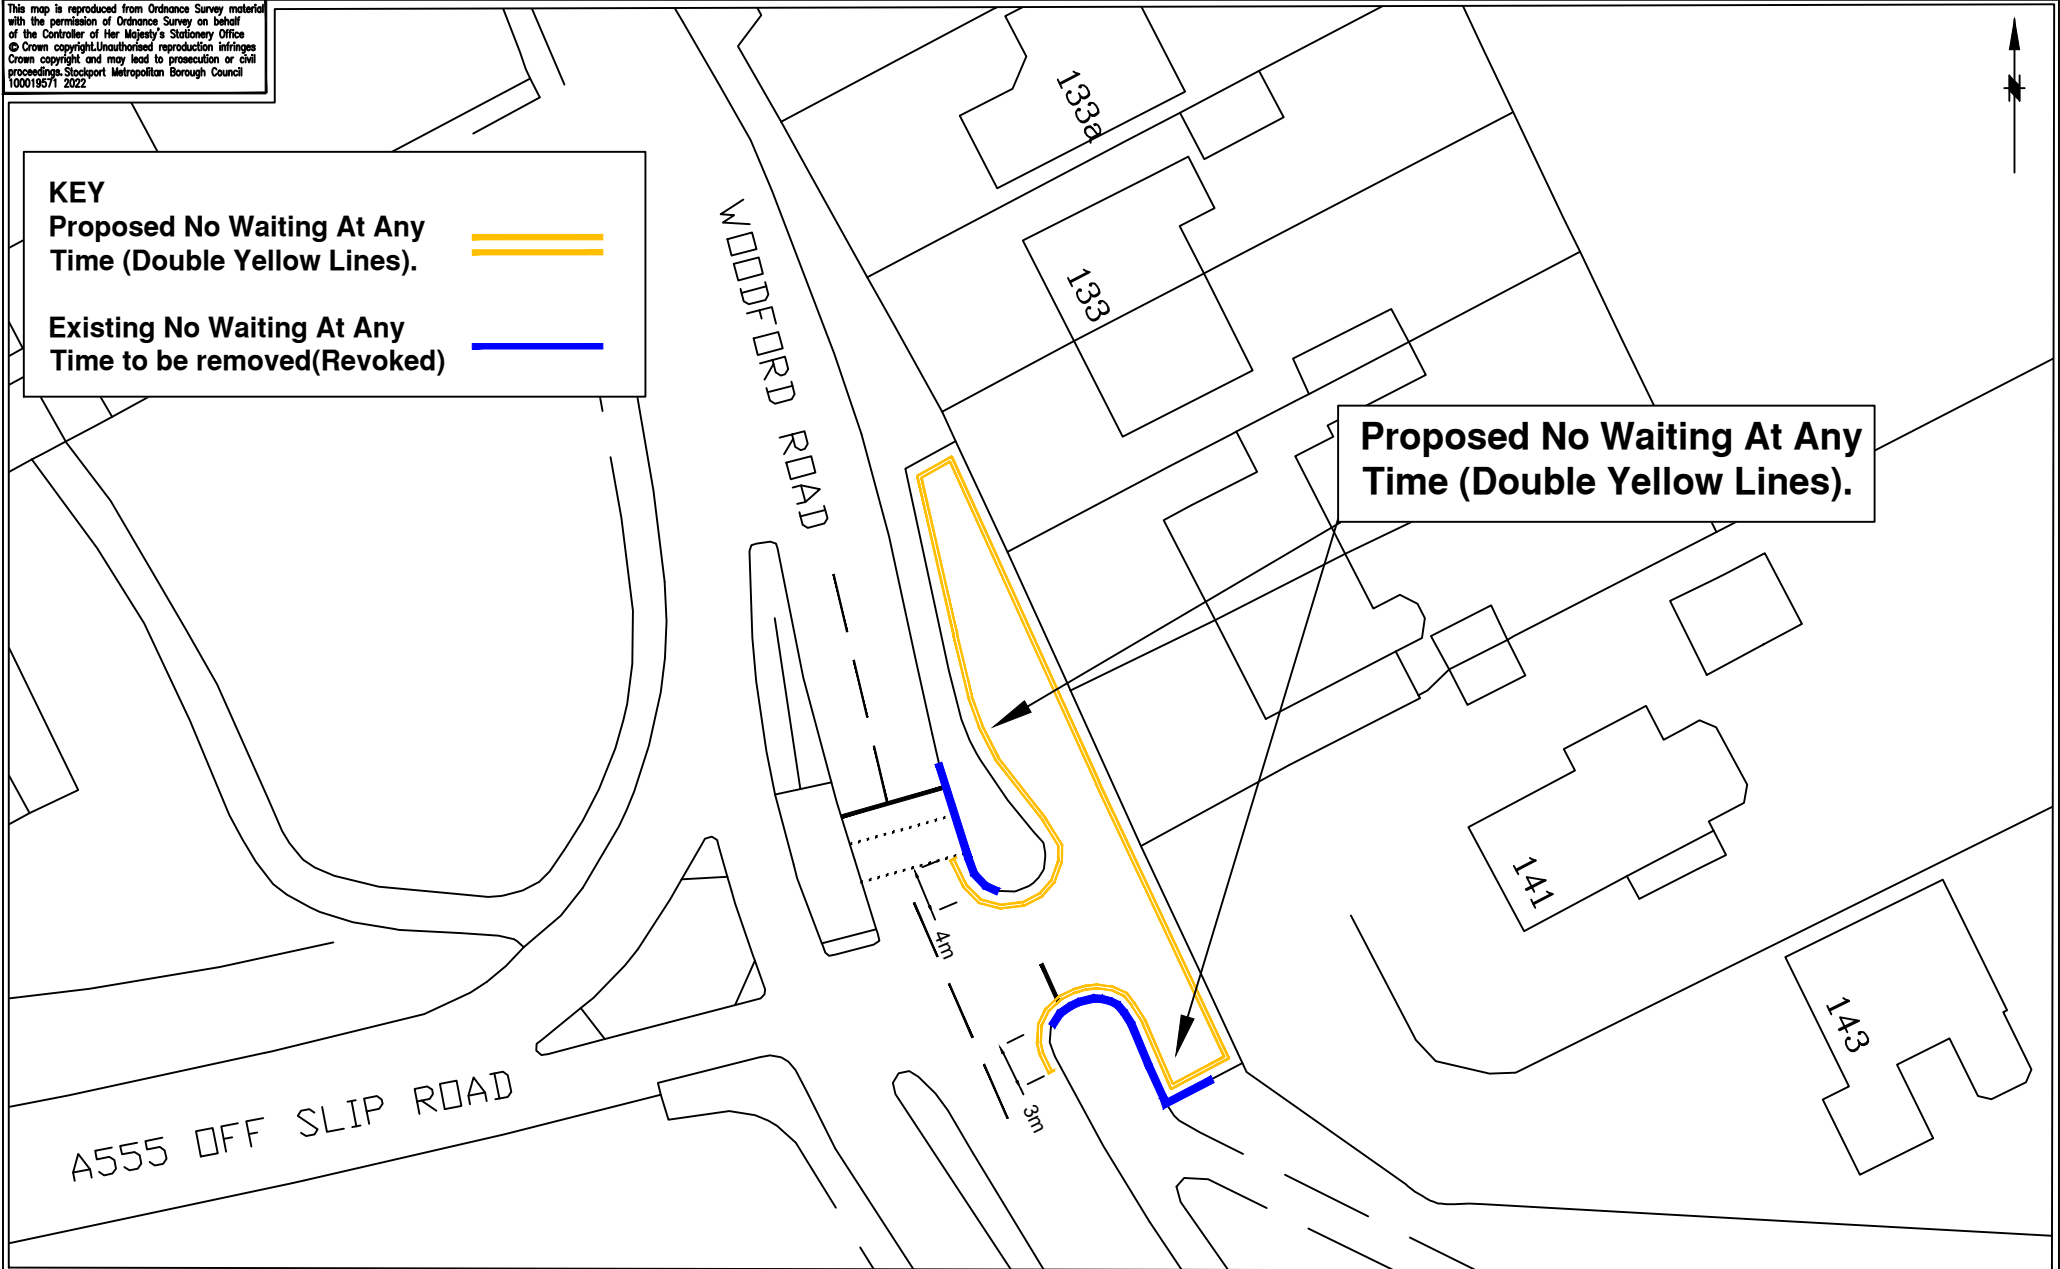 This map is reproduced from Ordnance Survey material
with the permission of Ordnance Survey on behalf
of the Controller of Her Majesty's Stationery Office
© Crown copyright.Unauthorised reproduction infringes
Crown copyright and may lead to prosecution or civil
proceedings. Stockport Metropolitan Borough Council
100019571 2022
KEY
Proposed No Waiting At Any
Time (Double Yellow Lines).
Existing No Waiting At Any
Time to be removed(Revoked)
WOODFORD ROAD
133a
133
N
Proposed No Waiting At Any
Time (Double Yellow Lines).
141
143
4m
3m
A555 OFF SLIP ROAD